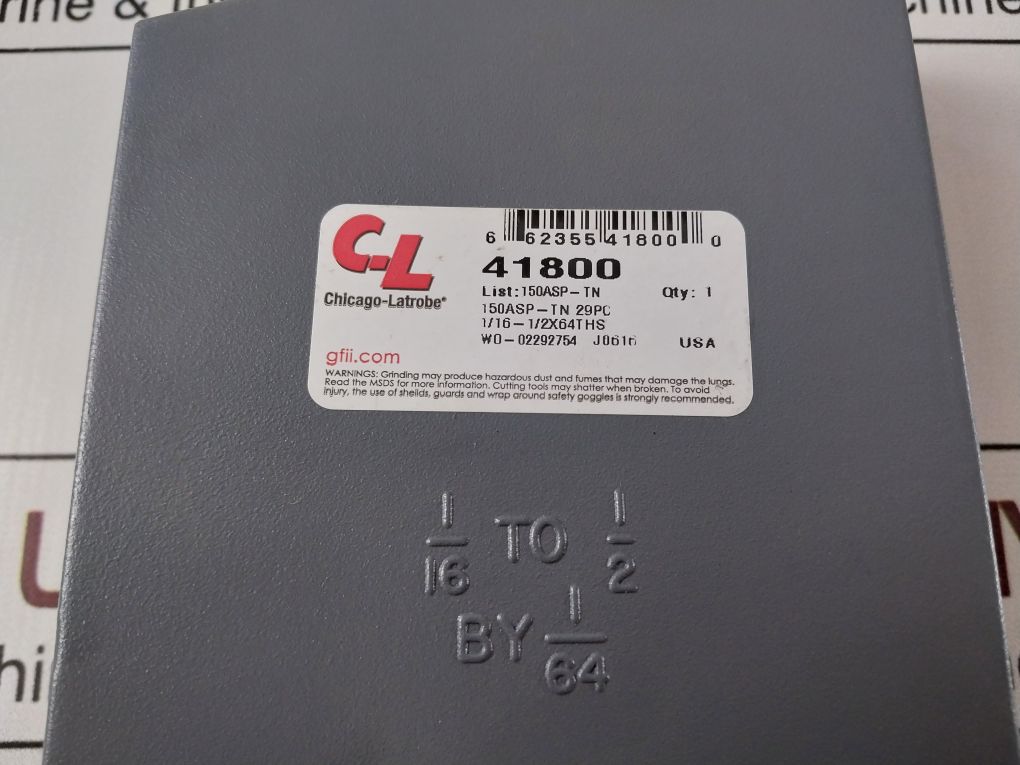 rine & 
chine
C-L
Chicago-Latrobe®
6 62355 41800 0
41800
List:150ASP-TN Qty: 1
150ASP-TN 29PC
1/16-1/2X64THS
WO-02292754 J0616 USA
gfii.com
WARNINGS: Grinding may produce hazardous dust and fumes that may damage the lungs.
Read the MSDS for more information. Cutting tools may shatter when broken. To avoid
injury, the use of sheilds, guards and wrap around safety goggles is strongly recommended.
1/16 TO 1/2
BY 1/64